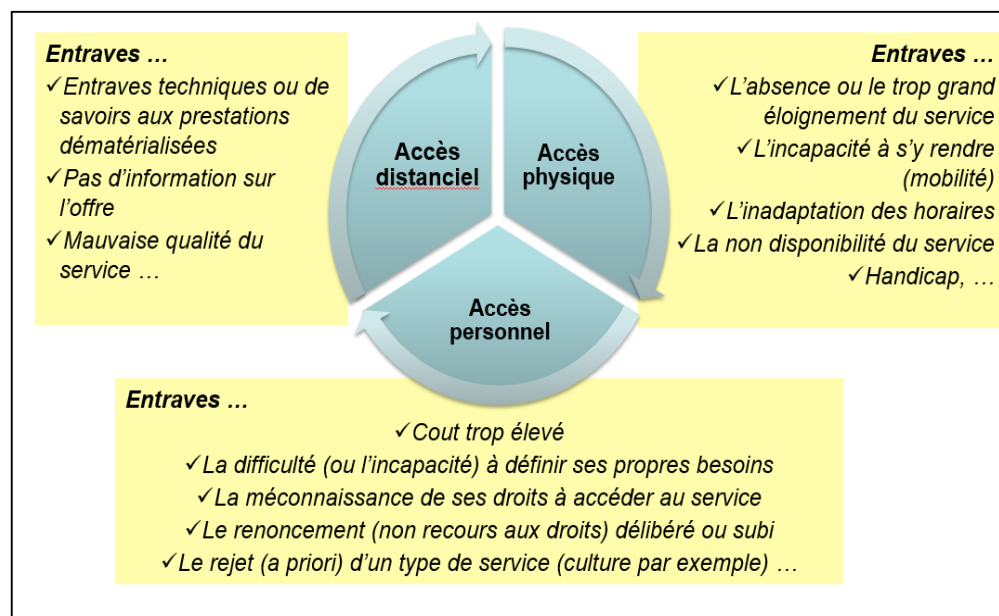 Entraves …
✓Entraves techniques ou de
savoirs aux prestations
dématérialisées
✓Pas d’information sur
l’offre
✓Mauvaise qualité du
service …
Accès
distanciel
Accès
physique
Accès
personnel
Entraves …
✓L’absence ou le trop grand
éloignement du service
✓L’incapacité à s’y rendre
(mobilité)
✓L’inadaptation des horaires
✓La non disponibilité du service
✓Handicap, …
Entraves …
✓Cout trop élevé
✓La difficulté (ou l’incapacité) à définir ses propres besoins
✓La méconnaissance de ses droits à accéder au service
✓Le renoncement (non recours aux droits) délibéré ou subi
✓Le rejet (a priori) d’un type de service (culture par exemple) …